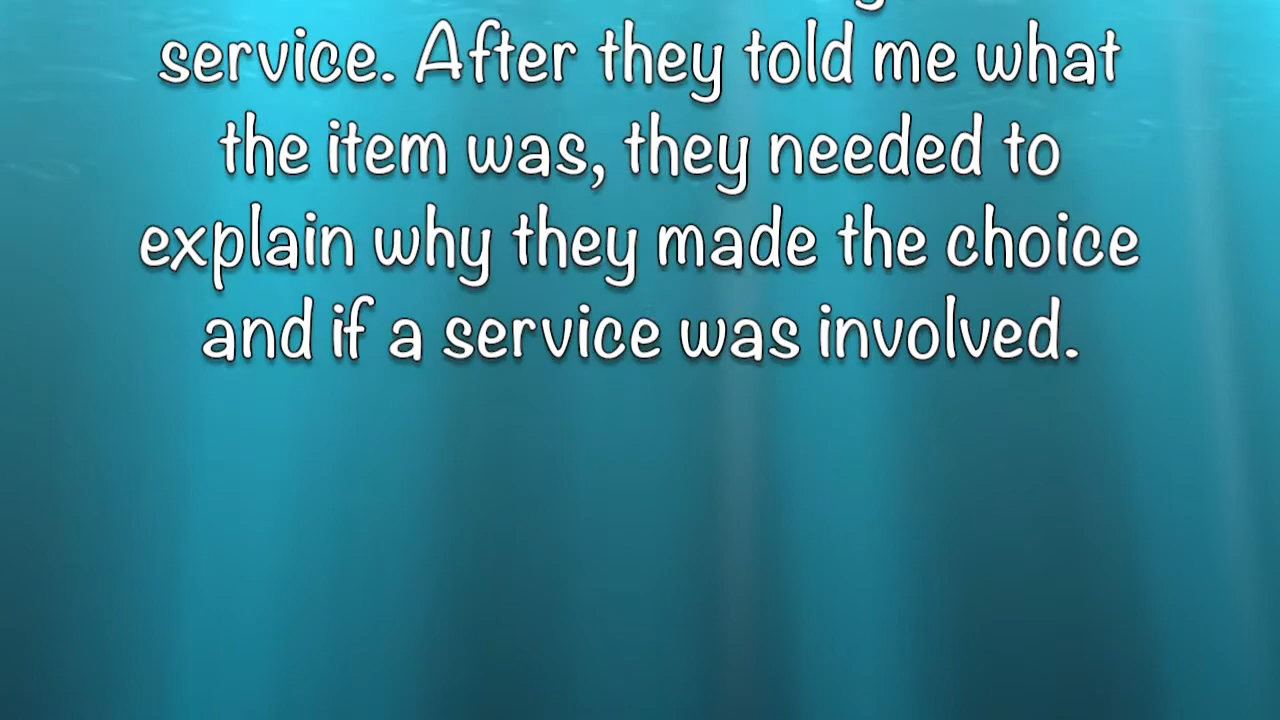 service. After they told me what
the item was, they needed to
explain why they made the choice
and if a service was involved.